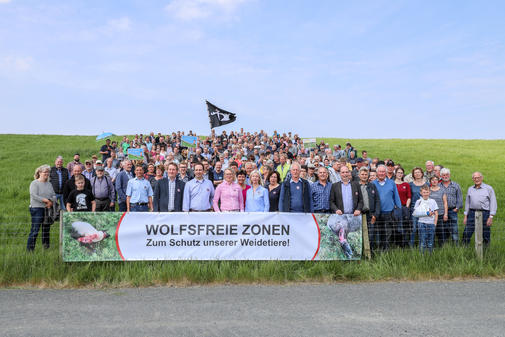 WOLFSFREIE ZONEN
Zum Schutz unserer Weidetiere!